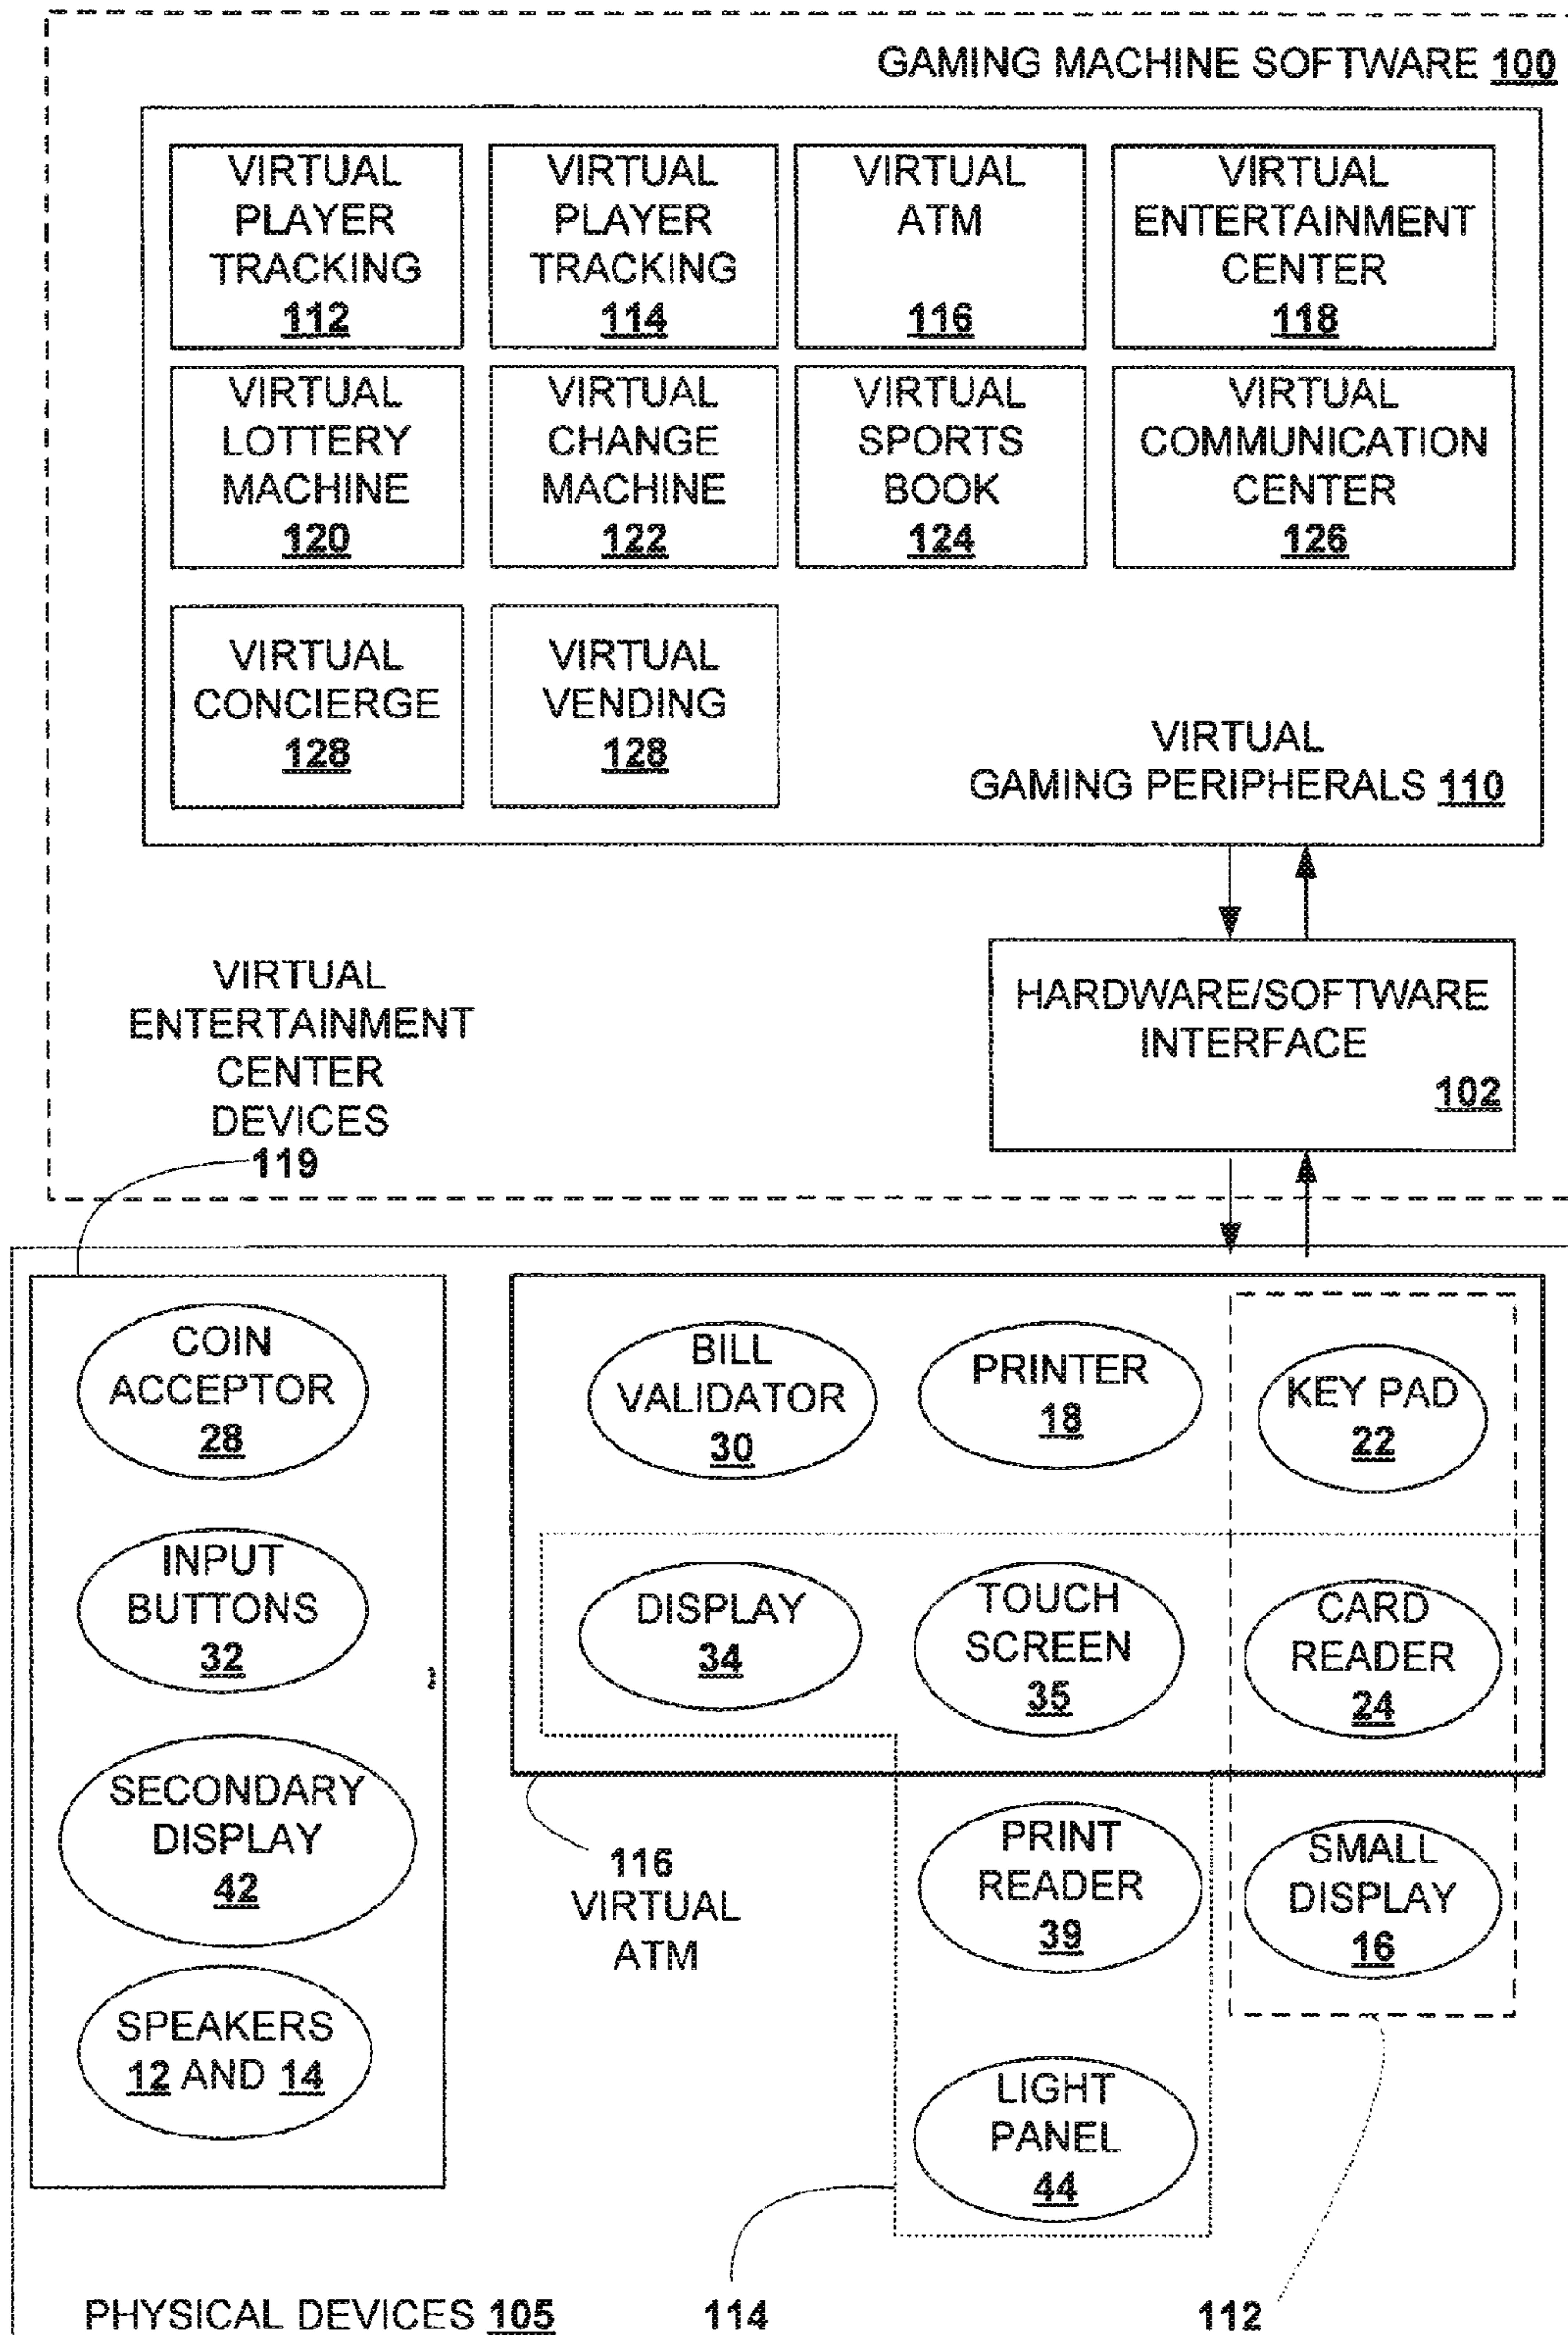 GAMING MACHINE SOFTWARE 100
VIRTUAL
PLAYER
TRACKING
112
VIRTUAL
PLAYER
TRACKING
114
VIRTUAL
ATM
116
VIRTUAL
ENTERTAINMENT
CENTER
118
VIRTUAL
LOTTERY
MACHINE
120
VIRTUAL
CHANGE
MACHINE
122
VIRTUAL
SPORTS
BOOK
124
VIRTUAL
COMMUNICATION
CENTER
126
VIRTUAL
CONCIERGE
128
VIRTUAL
VENDING
128
VIRTUAL
GAMING PERIPHERALS 110
HARDWARE/SOFTWARE
INTERFACE
102
VIRTUAL
ENTERTAINMENT
CENTER
DEVICES
119
COIN
ACCEPTOR
28
INPUT
BUTTONS
32
SECONDARY
DISPLAY
42
SPEAKERS
12 AND 14
BILL
VALIDATOR
30
PRINTER
18
KEY PAD
22
DISPLAY
34
TOUCH
SCREEN
35
CARD
READER
24
116
VIRTUAL
ATM
PRINT
READER
39
SMALL
DISPLAY
16
LIGHT
PANEL
44
PHYSICAL DEVICES 105
114
112